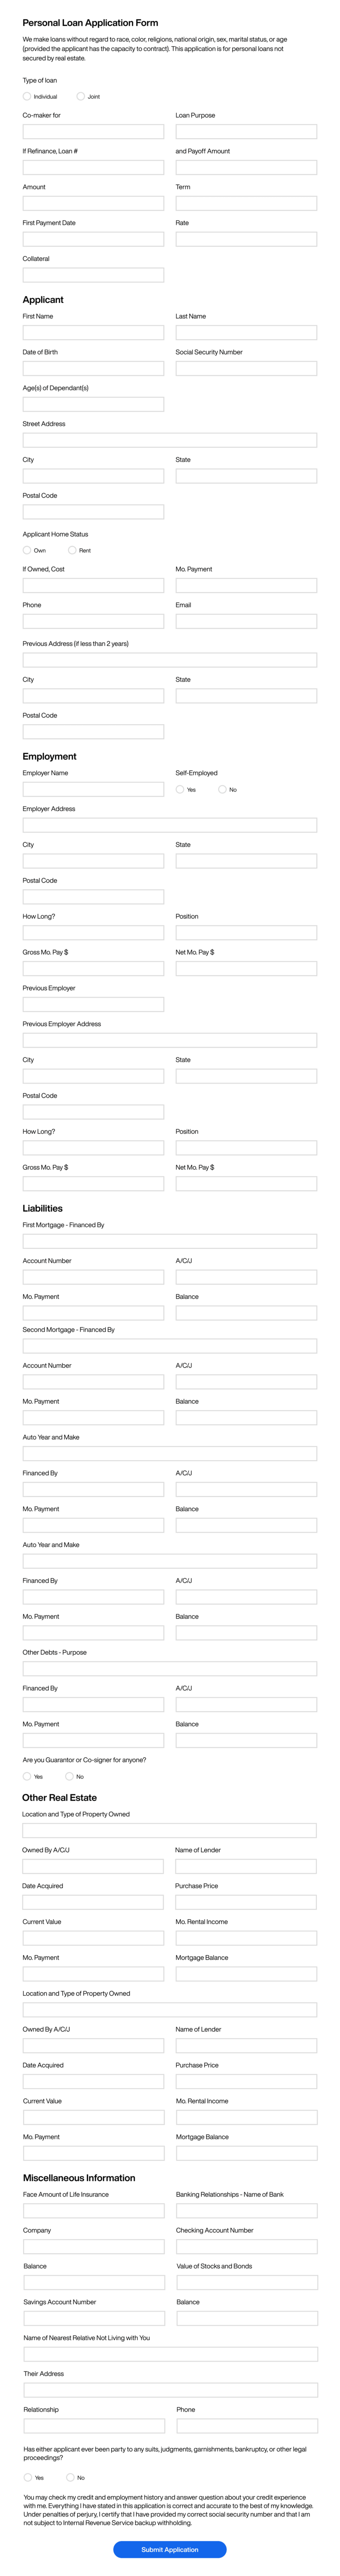 Personal Loan Application Form
We make loans without regard to race, color, religions, national origin, sex, marital status, or age
(provided the applicant has the capacity to contract). This application is for personal loans not
secured by real estate.
Type of loan
Individual Joint
Co-maker for Loan Purpose
If Refinance, Loan # and Payoff Amount
Amount Term
First Payment Date Rate
Collateral
Applicant
First Name Last Name
Date of Birth Social Security Number
Age(s) of Dependant(s)
Street Address
City State
Postal Code
Applicant Home Status
Own Rent
If Owned, Cost Mo. Payment
Phone Email
Previous Address (if less than 2 years)
City State
Postal Code
Employment
Employer Name Self-Employed
Yes No
Employer Address
City State
Postal Code
How Long? Position
Gross Mo. Pay $ Net Mo. Pay $
Previous Employer
Previous Employer Address
City State
Postal Code
How Long? Position
Gross Mo. Pay $ Net Mo. Pay $
Liabilities
First Mortgage - Financed By
Account Number A/C/J
Mo. Payment Balance
Second Mortgage - Financed By
Account Number A/C/J
Mo. Payment Balance
Auto Year and Make
Financed By A/C/J
Mo. Payment Balance
Auto Year and Make
Financed By A/C/J
Mo. Payment Balance
Other Debts - Purpose
Financed By A/C/J
Mo. Payment Balance
Are you Guarantor or Co-signer for anyone?
Yes No
Other Real Estate
Location and Type of Property Owned
Owned By A/C/J Name of Lender
Date Acquired Purchase Price
Current Value Mo. Rental Income
Mo. Payment Mortgage Balance
Location and Type of Property Owned
Owned By A/C/J Name of Lender
Date Acquired Purchase Price
Current Value Mo. Rental Income
Mo. Payment Mortgage Balance
Miscellaneous Information
Face Amount of Life Insurance Banking Relationships - Name of Bank
Company Checking Account Number
Balance Value of Stocks and Bonds
Savings Account Number Balance
Name of Nearest Relative Not Living with You
Their Address
Relationship Phone
Has either applicant ever been party to any suits, judgments, garnishments, bankruptcy, or other legal
proceedings?
Yes No
You may check my credit and employment history and answer question about your credit experience
with me. Everything I have stated in this application is correct and accurate to the best of my knowledge.
Under penalties of perjury, I certify that I have provided my correct social security number and that I am
not subject to Internal Revenue Service backup withholding.
Submit Application